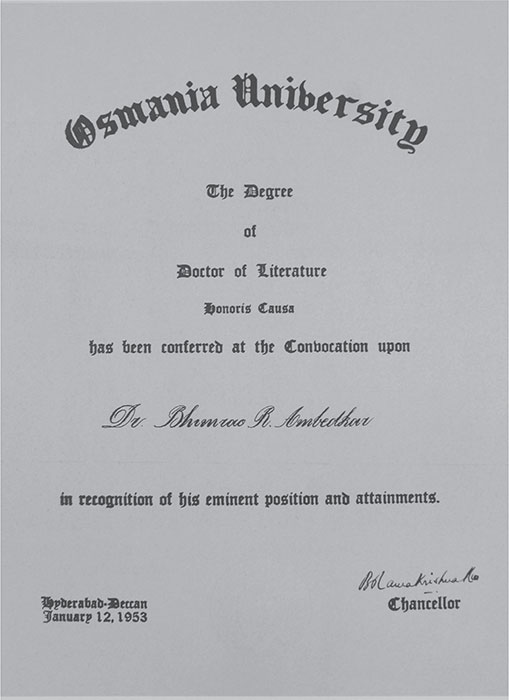 Osmania University
The Degree
of
Doctor of Literature
Honoris Causa
has been conferred at the Convocation upon
Dr. Bhimrao R. Ambedkar
in recognition of his eminent position and attainments.
Hyderabad-Deccan
January 12, 1953
Chancellor